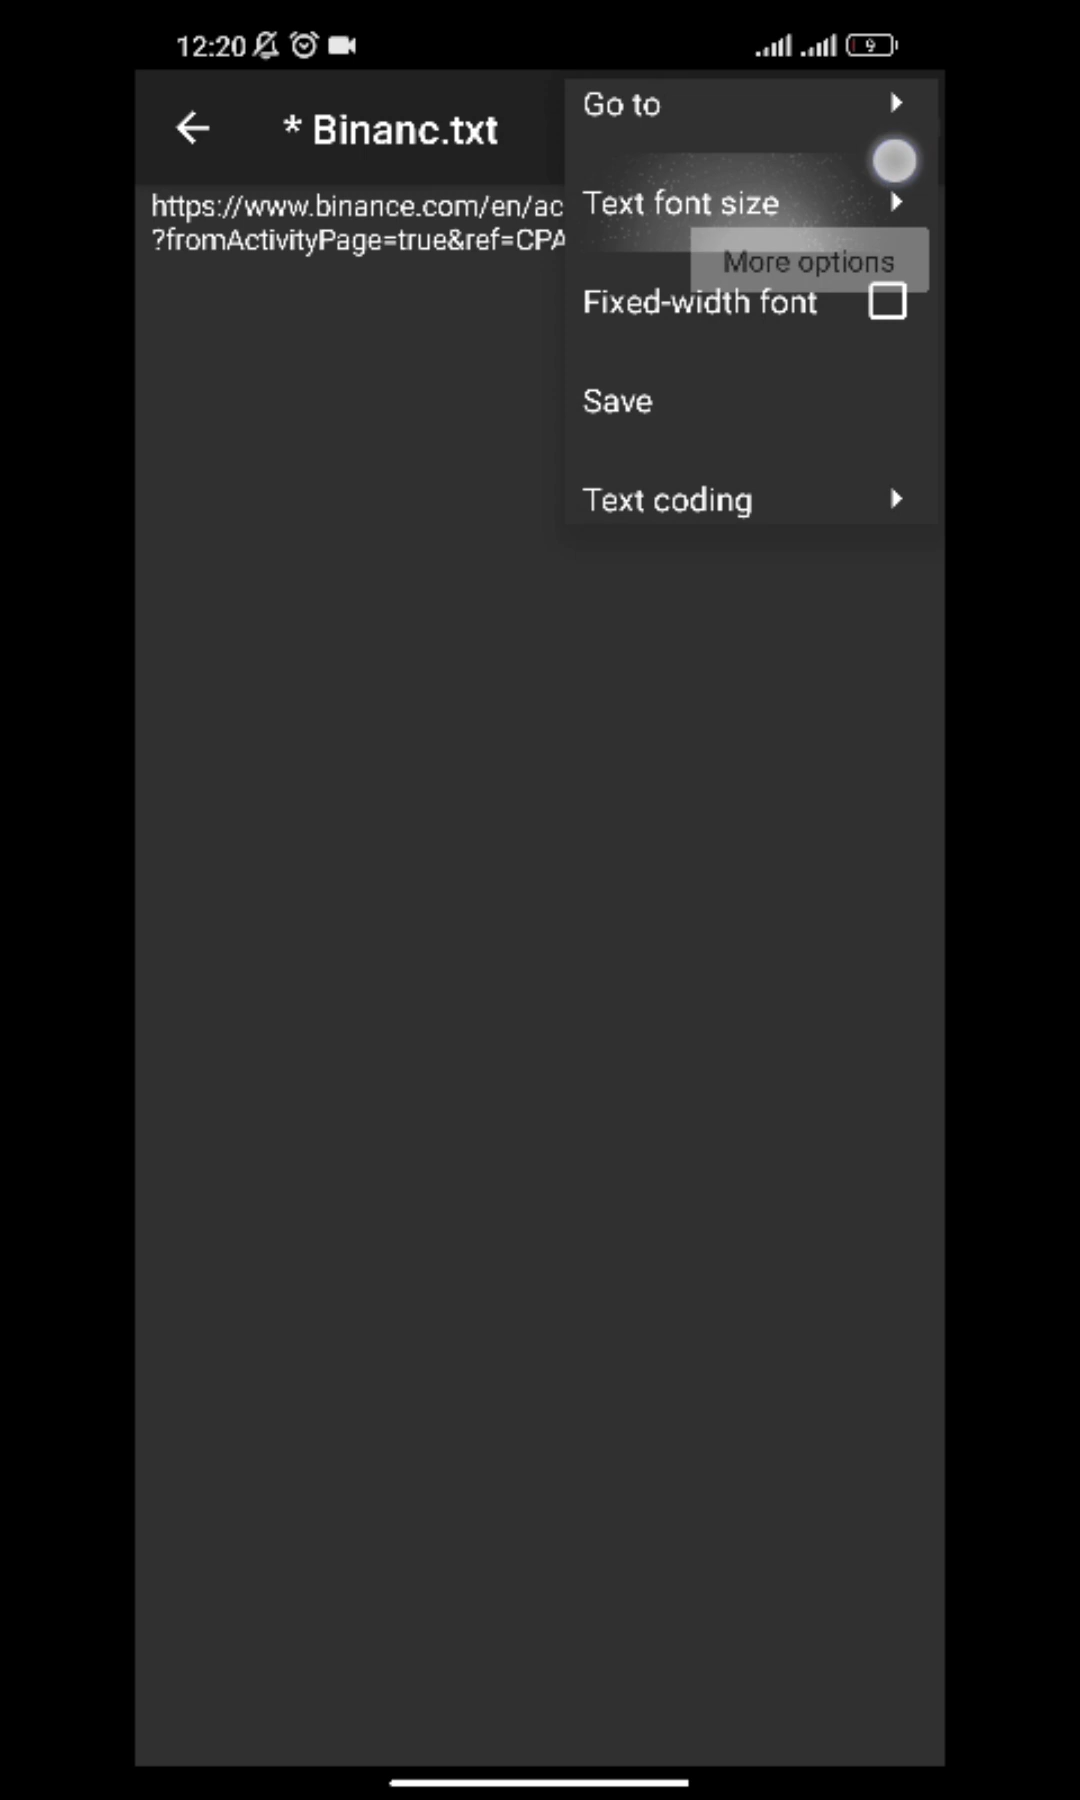 12:20 9
* Binanc.txt
https://www.binance.com/en/ac
?fromActivityPage=true&ref=CPA
Go to
Text font size
More options
Fixed-width font
Save
Text coding